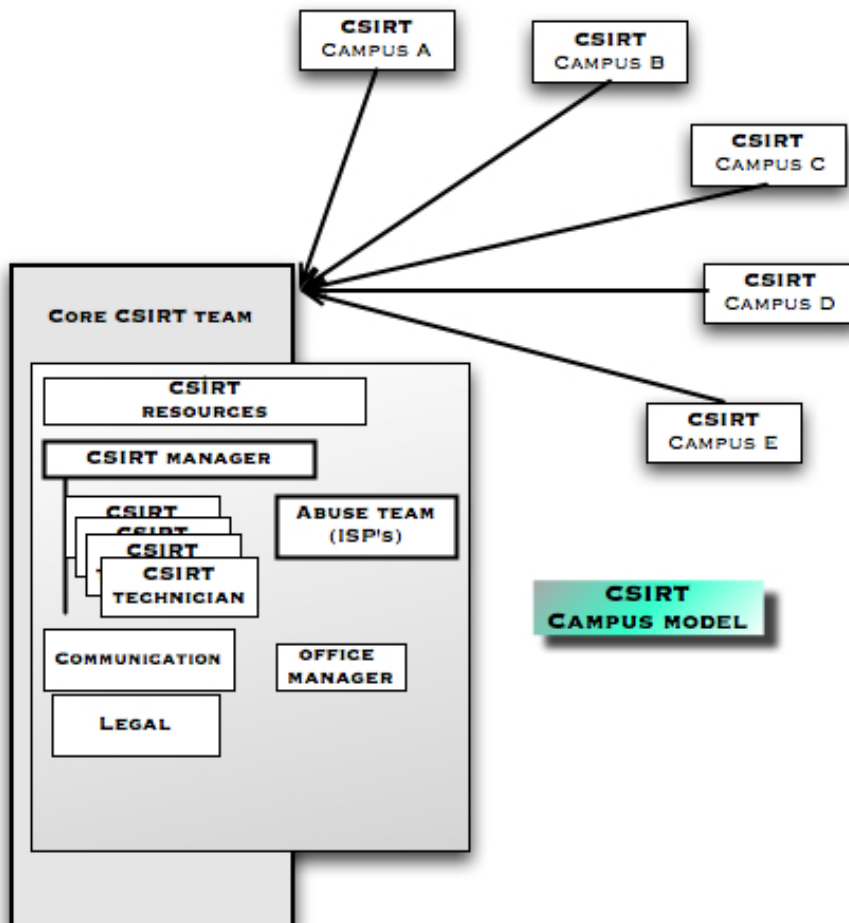 CSIRT
CAMPUS A
CSIRT
CAMPUS B
CSIRT
CAMPUS C
CSIRT
CAMPUS D
CSIRT
CAMPUS E
CORE CSIRT TEAM
CSIRT
RESOURCES
CSIRT MANAGER
CSIRT
CSIRT
CSIRT
CSIRT
TECHNICIAN
ABUSE TEAM
(ISP'S)
CSIRT
CAMPUS MODEL
COMMUNICATION
OFFICE
MANAGER
LEGAL